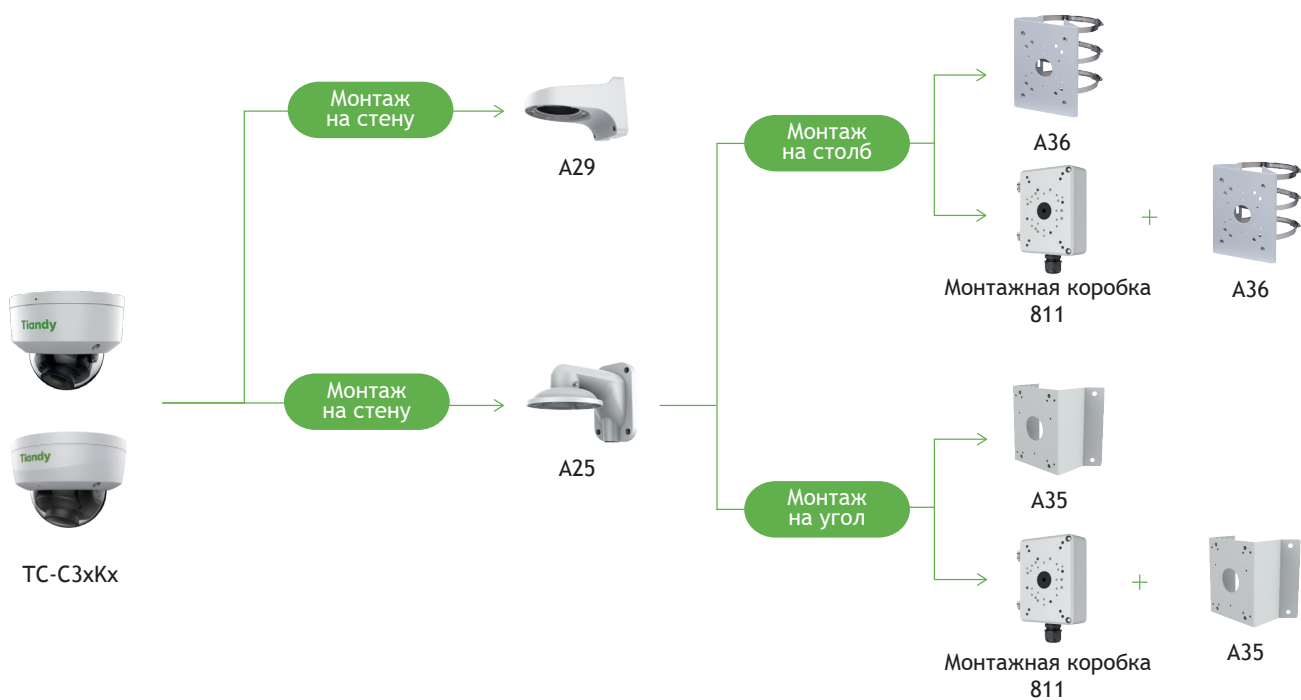 Монтаж
на стену
A29
Монтаж
на столб
A36
Монтажная коробка
811
+
A36
Tiandy
Tiandy
TC-C3xKx
Монтаж
на стену
A25
Монтаж
на угол
A35
Монтажная коробка
811
+
A35